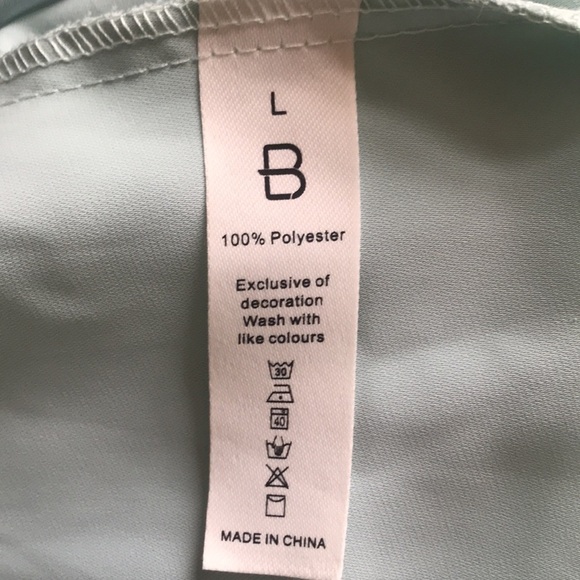 L
B
100% Polyester
Exclusive of
decoration
Wash with
like colours
30
40
MADE IN CHINA